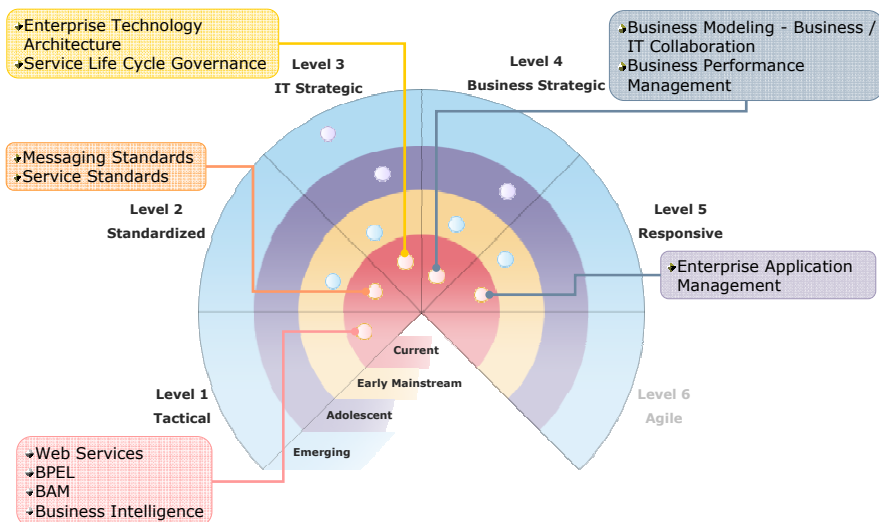 Enterprise Technology
Architecture
Service Life Cycle Governance
Level 3
IT Strategic
Level 4
Business Strategic
Business Modeling - Business /
IT Collaboration
Business Performance
Management
Messaging Standards
Service Standards
Level 2
Standardized
Level 5
Responsive
Enterprise Application
Management
Current
Early Mainstream
Adolescent
Emerging
Level 1
Tactical
Level 6
Agile
Web Services
BPEL
BAM
Business Intelligence